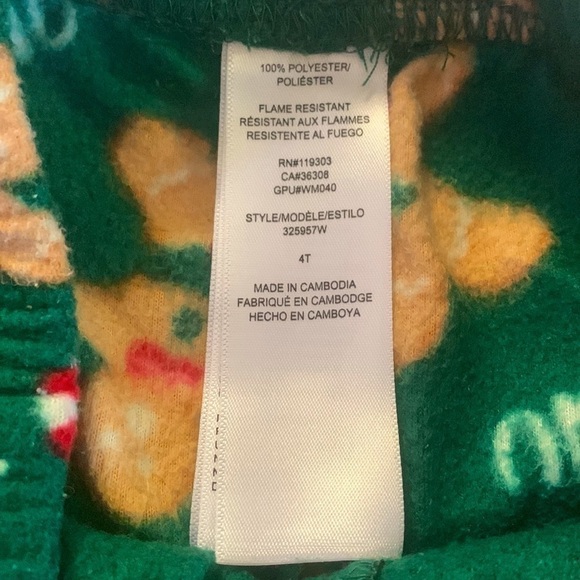 100% POLYESTER/
POLIÉSTER
FLAME RESISTANT
RÉSISTANT AUX FLAMMES
RESISTENTE AL FUEGO
RN#119303
CA#36308
GPU#WM040
STYLE/MODÈLE/ESTILO
325957W
4T
MADE IN CAMBODIA
FABRIQUÉ EN CAMBODGE
HECHO EN CAMBOYA